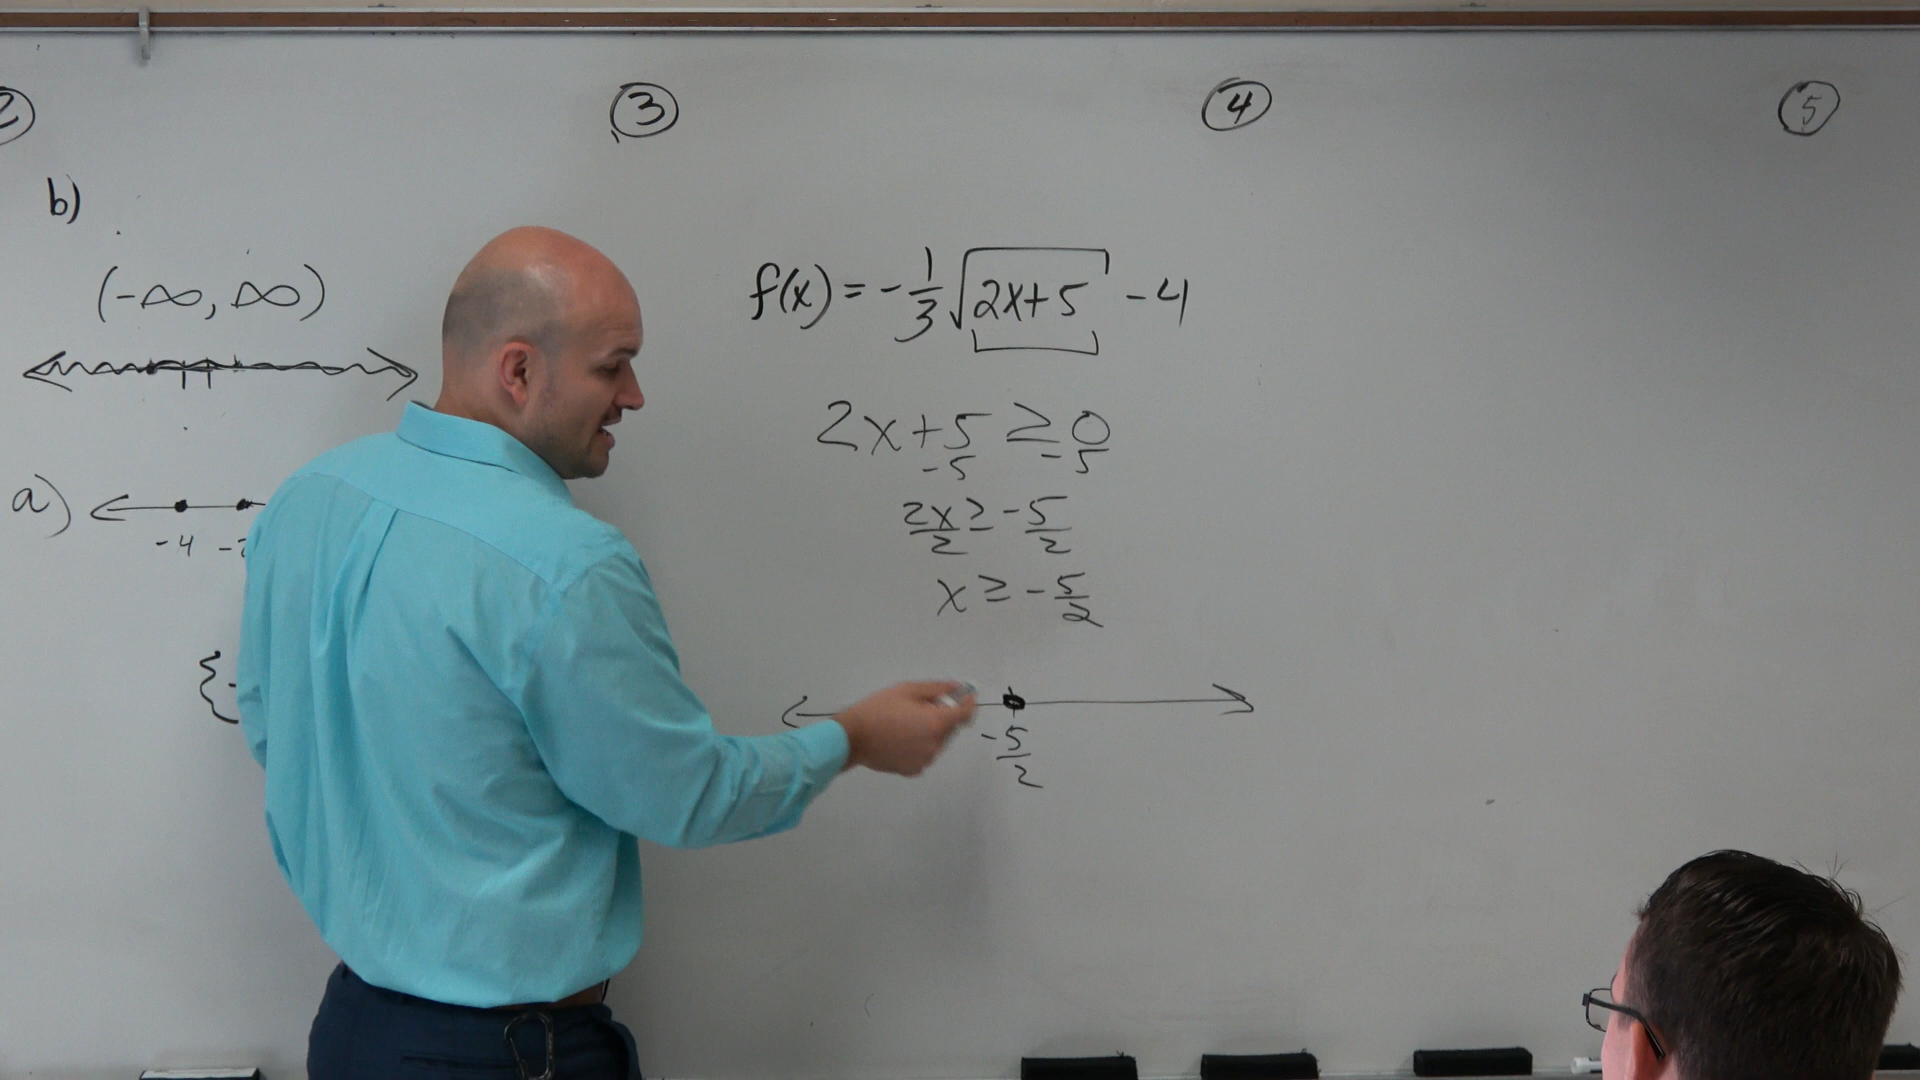 2
3
4
5
b)
(-∞, ∞)
a)
-4 -2
{-
f(x) = -1/3 √2x+5 - 4
2x+5 ≥ 0
-5 -5
2x/2 ≥ -5/2
x ≥ -5/2
-5/2